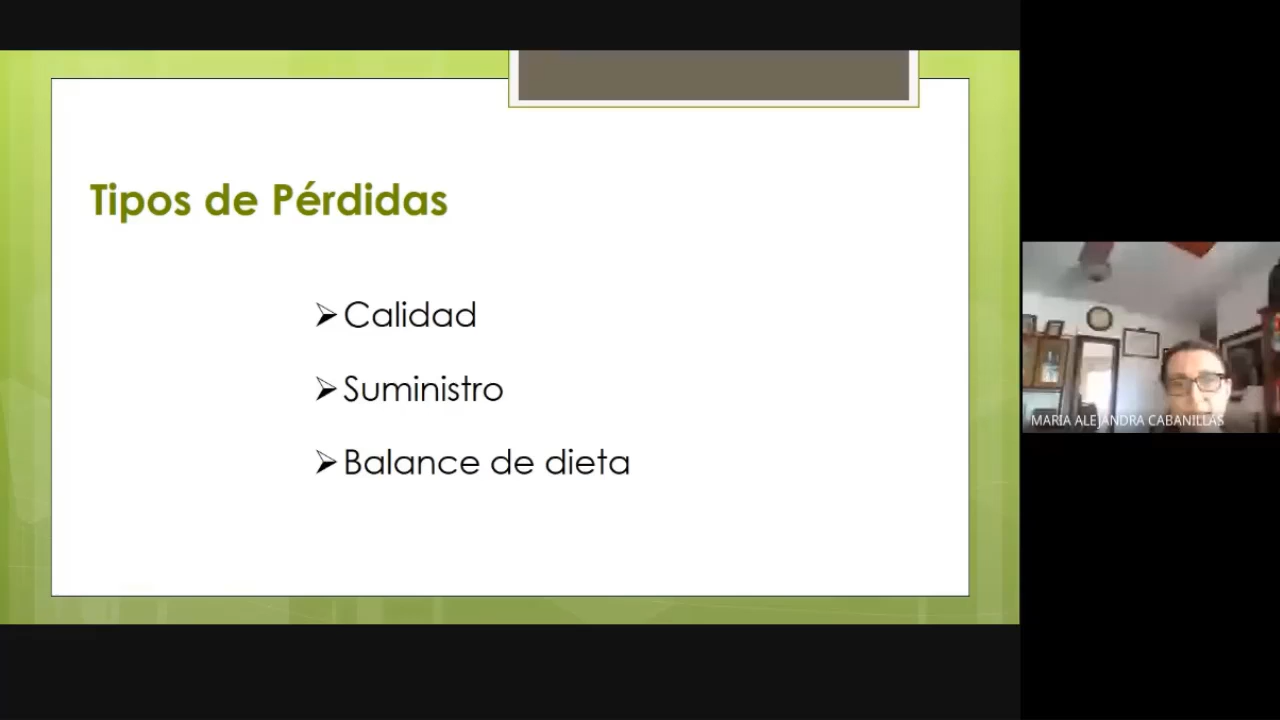 Tipos de Pérdidas
Calidad
Suministro
Balance de dieta
MARIA ALEJANDRA CABANILLAS